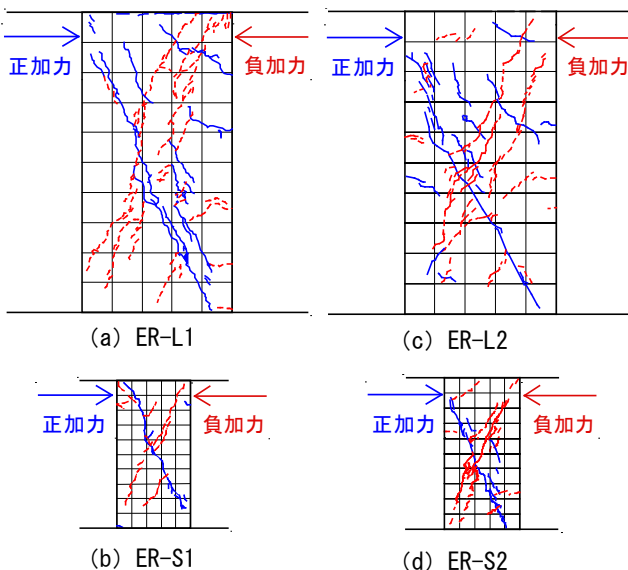 正加力
負加力
(a) ER-L1
正加力
負加力
(c) ER-L2
正加力
負加力
(b) ER-S1
正加力
負加力
(d) ER-S2